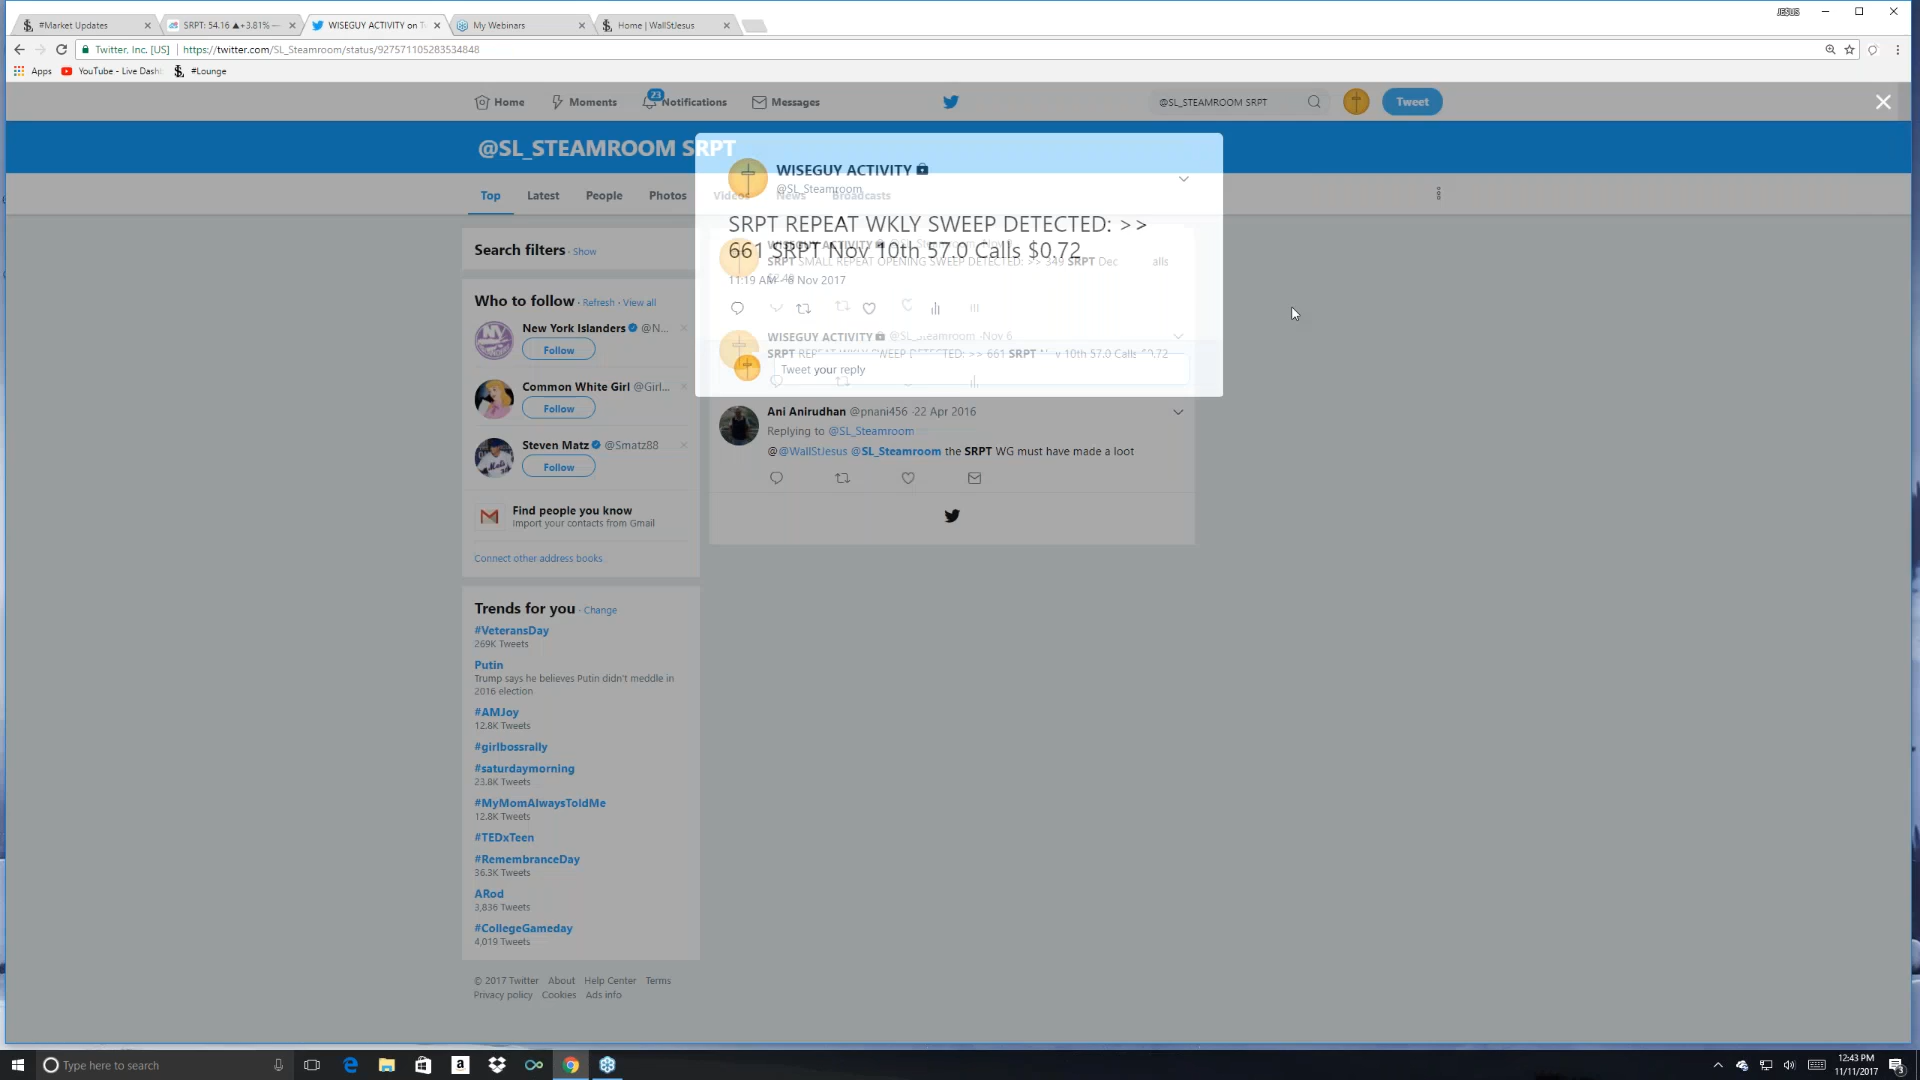 JESUS
#Market Updates
SRPT: 54.16 ▲+3.81% —
WISEGUY ACTIVITY on T
My Webinars
Home | WallStJesus
Twitter, Inc. [US]
https://twitter.com/SL_Steamroom/status/927571105283534848
Apps
YouTube - Live Dashb
#Lounge
Home
Moments
23
Notifications
Messages
@SL_STEAMROOM SRPT
Tweet
@SL_STEAMROOM SRPT
Top
Latest
People
Photos
Videos
News
Broadcasts
WISEGUY ACTIVITY
@SL_Steamroom
SRPT REPEAT WKLY SWEEP DETECTED: >>
661 SRPT Nov 10th 57.0 Calls $0.72
11:19 AM - 6 Nov 2017
Tweet your reply
WISEGUY ACTIVITY
SRPT SMALL REPEAT OPENING SWEEP DETECTED: >> 349 SRPT Dec
alls
WISEGUY ACTIVITY @SL_Steamroom · Nov 6
SRPT REPEAT WKLY SWEEP DETECTED: >> 661 SRPT Nov 10th 57.0 Calls $0.72
Ani Anirudhan @pnani456 · 22 Apr 2016
Replying to @SL_Steamroom
@@WallStJesus @SL_Steamroom the SRPT WG must have made a loot
Search filters · Show
Who to follow · Refresh · View all
New York Islanders @N...
Follow
Common White Girl @Girl...
Follow
Steven Matz @Smatz88
Follow
Find people you know
Import your contacts from Gmail
Connect other address books
Trends for you · Change
#VeteransDay
269K Tweets
Putin
Trump says he believes Putin didn't meddle in
2016 election
#AMJoy
12.8K Tweets
#girlbossrally
#saturdaymorning
23.8K Tweets
#MyMomAlwaysToldMe
12.8K Tweets
#TEDxTeen
#RemembranceDay
36.3K Tweets
ARod
3,836 Tweets
#CollegeGameday
4,019 Tweets
© 2017 Twitter About Help Center Terms
Privacy policy Cookies Ads info
Type here to search
12:43 PM
11/11/2017
3